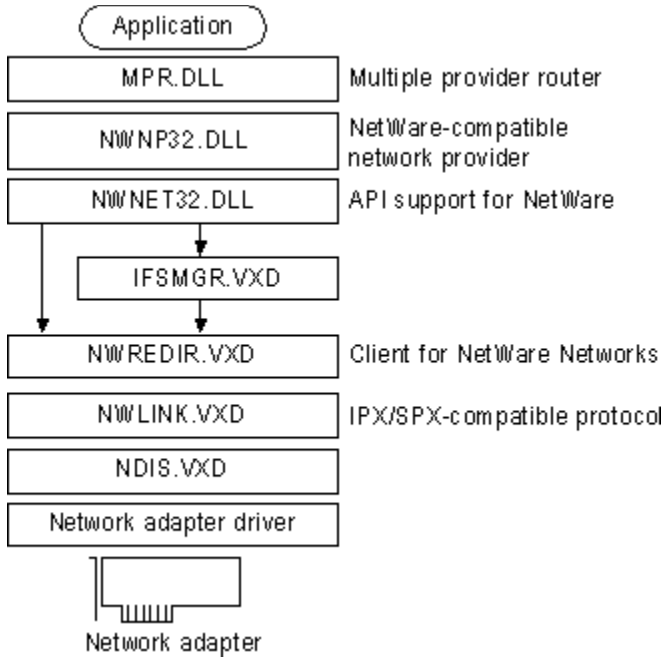 Application
MPR.DLL
Multiple provider router
NWNP32.DLL
NetWare-compatible
network provider
NWNET32.DLL
API support for NetWare
IFSMGR.VXD
NWREDIR.VXD
Client for NetWare Networks
NWLINK.VXD
IPX/SPX-compatible protocol
NDIS.VXD
Network adapter driver
Network adapter